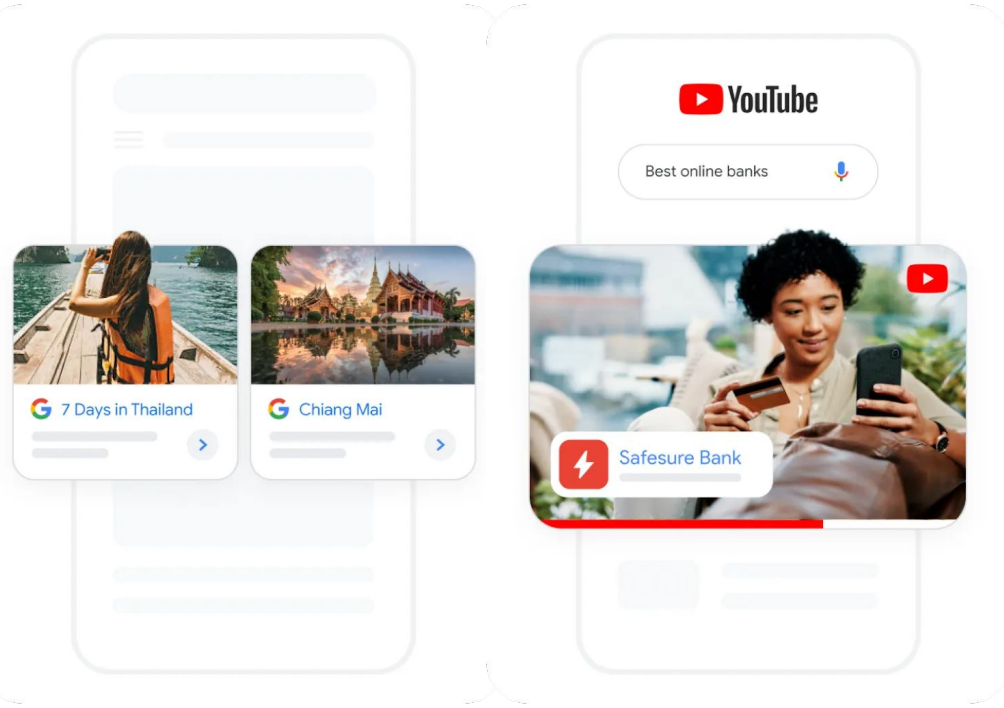 YouTube
Best online banks
7 Days in Thailand
Chiang Mai
Safesure Bank